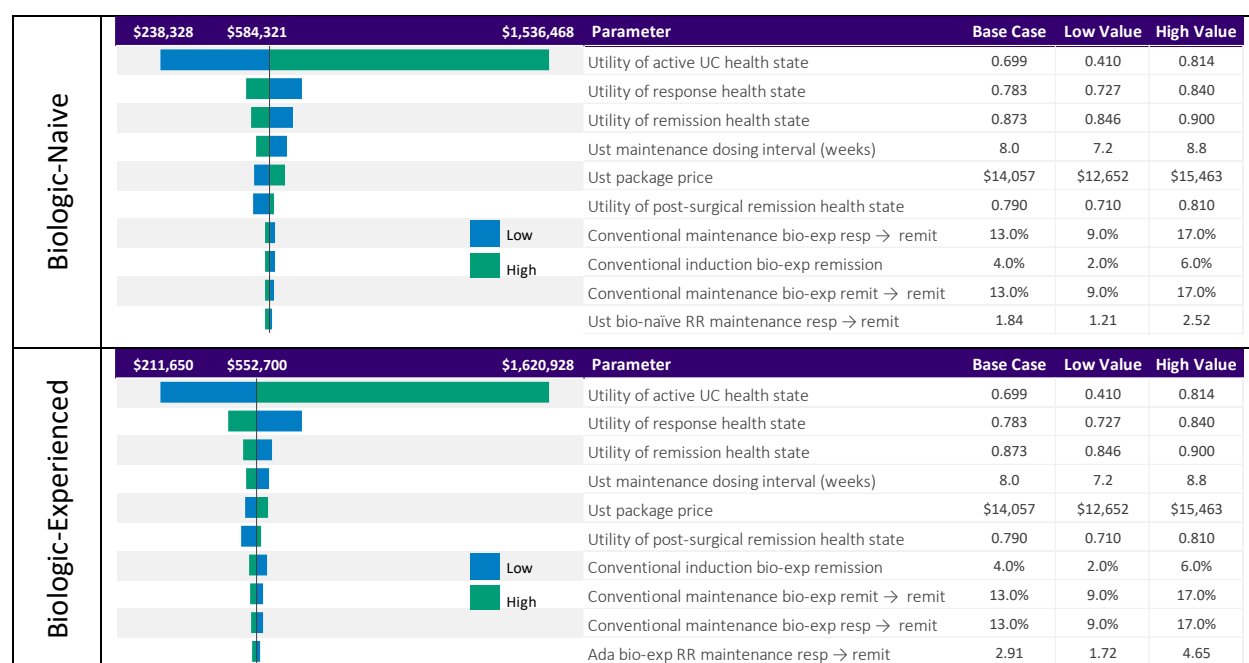 Biologic-Naive
$238,328 $584,321 $1,536,468 Parameter Base Case Low Value High Value
Utility of active UC health state 0.699 0.410 0.814
Utility of response health state 0.783 0.727 0.840
Utility of remission health state 0.873 0.846 0.900
Ust maintenance dosing interval (weeks) 8.0 7.2 8.8
Ust package price $14,057 $12,652 $15,463
Utility of post-surgical remission health state 0.790 0.710 0.810
Low Conventional maintenance bio-exp resp → remit 13.0% 9.0% 17.0%
High Conventional induction bio-exp remission 4.0% 2.0% 6.0%
Conventional maintenance bio-exp remit → remit 13.0% 9.0% 17.0%
Ust bio-naïve RR maintenance resp → remit 1.84 1.21 2.52
Biologic-Experienced
$211,650 $552,700 $1,620,928 Parameter Base Case Low Value High Value
Utility of active UC health state 0.699 0.410 0.814
Utility of response health state 0.783 0.727 0.840
Utility of remission health state 0.873 0.846 0.900
Ust maintenance dosing interval (weeks) 8.0 7.2 8.8
Ust package price $14,057 $12,652 $15,463
Utility of post-surgical remission health state 0.790 0.710 0.810
Low Conventional induction bio-exp remission 4.0% 2.0% 6.0%
High Conventional maintenance bio-exp remit → remit 13.0% 9.0% 17.0%
Conventional maintenance bio-exp resp → remit 13.0% 9.0% 17.0%
Ada bio-exp RR maintenance resp → remit 2.91 1.72 4.65